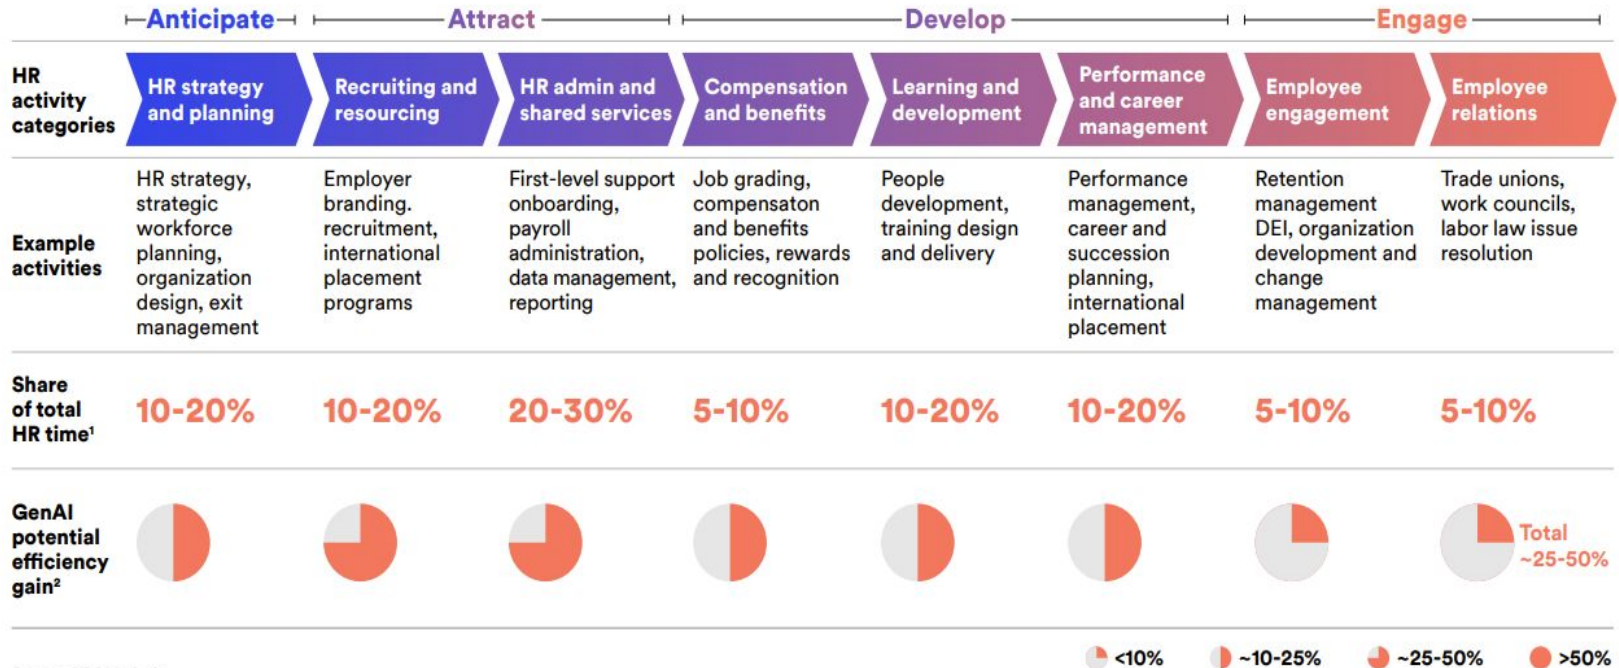 Anticipate
Attract
Develop
Engage
HR
activity
categories
HR strategy
and planning
Recruiting and
resourcing
HR admin and
shared services
Compensation
and benefits
Learning and
development
Performance
and career
management
Employee
engagement
Employee
relations
Example
activities
HR strategy,
strategic
workforce
planning,
organization
design, exit
management
Employer
branding.
recruitment,
international
placement
programs
First-level support
onboarding,
payroll
administration,
data management,
reporting
Job grading,
compensaton
and benefits
policies, rewards
and recognition
People
development,
training design
and delivery
Performance
management,
career and
succession
planning,
international
placement
Retention
management
DEI, organization
development and
change
management
Trade unions,
work councils,
labor law issue
resolution
Share
of total
HR time¹
10-20%
10-20%
20-30%
5-10%
10-20%
10-20%
5-10%
5-10%
GenAI
potential
efficiency
gain²
Total
~25-50%
<10%
~10-25%
~25-50%
>50%